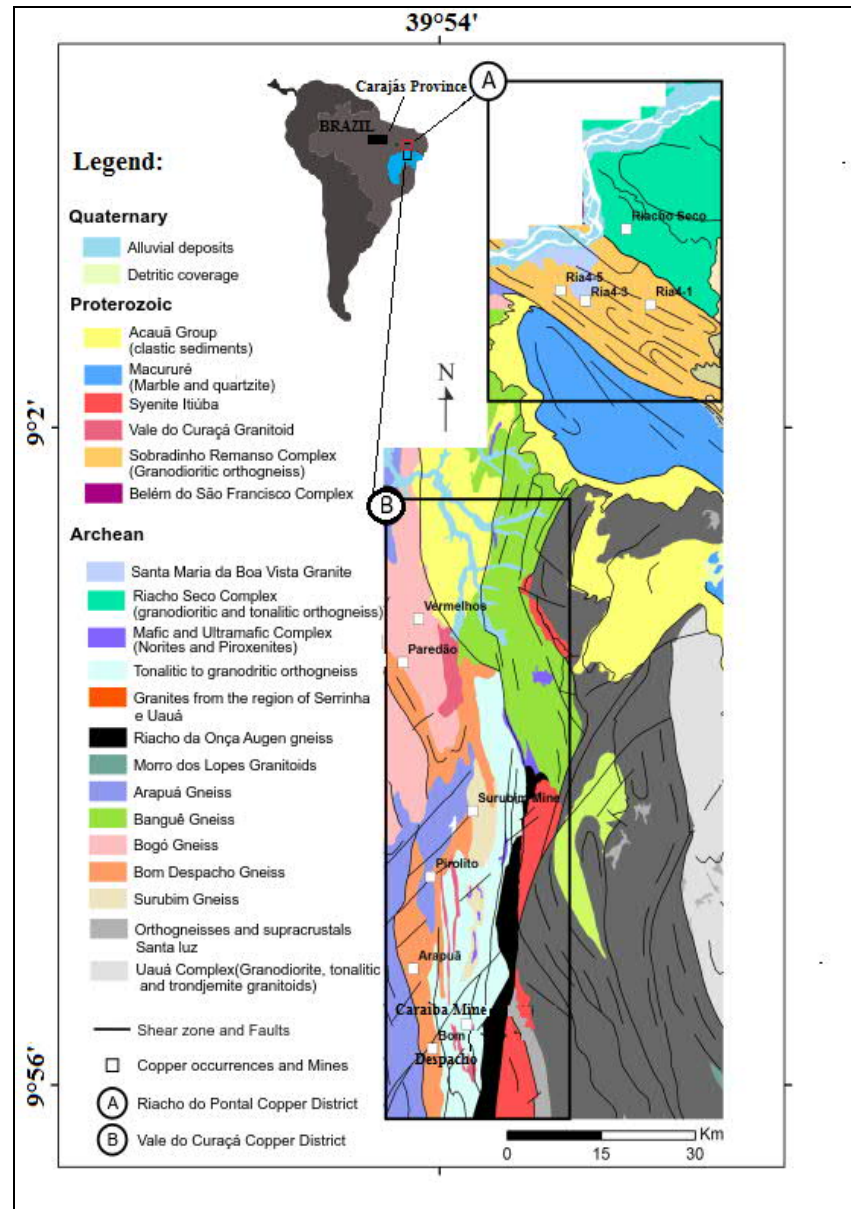 39°54'
A
Carajás Province
BRAZIL
Legend:
Quaternary
Alluvial deposits
Detritic coverage
Proterozoic
Acauã Group
(clastic sediments)
Macururé
(Marble and quartzite)
Syenite Itiúba
Vale do Curaçá Granitoid
Sobradinho Remanso Complex
(Granodioritic orthogneiss)
Belém do São Francisco Complex
Archean
Santa Maria da Boa Vista Granite
Riacho Seco Complex
(granodioritic and tonalitic orthogneiss)
Mafic and Ultramafic Complex
(Norites and Piroxenites)
Tonalitic to granodritic orthogneiss
Granites from the region of Serrinha
e Uauá
Riacho da Onça Augen gneiss
Morro dos Lopes Granitoids
Arapuá Gneiss
Banguê Gneiss
Bogó Gneiss
Bom Despacho Gneiss
Surubim Gneiss
Orthogneisses and supracrustals
Santa luz
Uauá Complex(Granodiorite, tonalitic
and trondjemite granitoids)
Shear zone and Faults
Copper occurrences and Mines
A Riacho do Pontal Copper District
B Vale do Curaçá Copper District
Riacho Seco
Ria4-5
Ria4-3
Ria4-1
N
9°2'
B
Vermelhos
Paredão
Surubim Mine
Pirolito
Arapuã
Caraiba Mine
Bom
Despacho
9°56'
Km
0 15 30